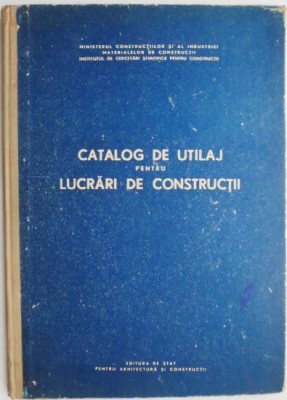 MINISTERUL CONSTRUCȚIILOR ȘI AL INDUSTRIEI
MATERIALELOR DE CONSTRUCȚII
INSTITUTUL DE CERCETĂRI ȘTIINȚIFICE PENTRU CONSTRUCȚII
CATALOG DE UTILAJ
PENTRU
LUCRĂRI DE CONSTRUCȚII
EDITURA DE STAT
PENTRU ARHITECTURĂ ȘI CONSTRUCȚII